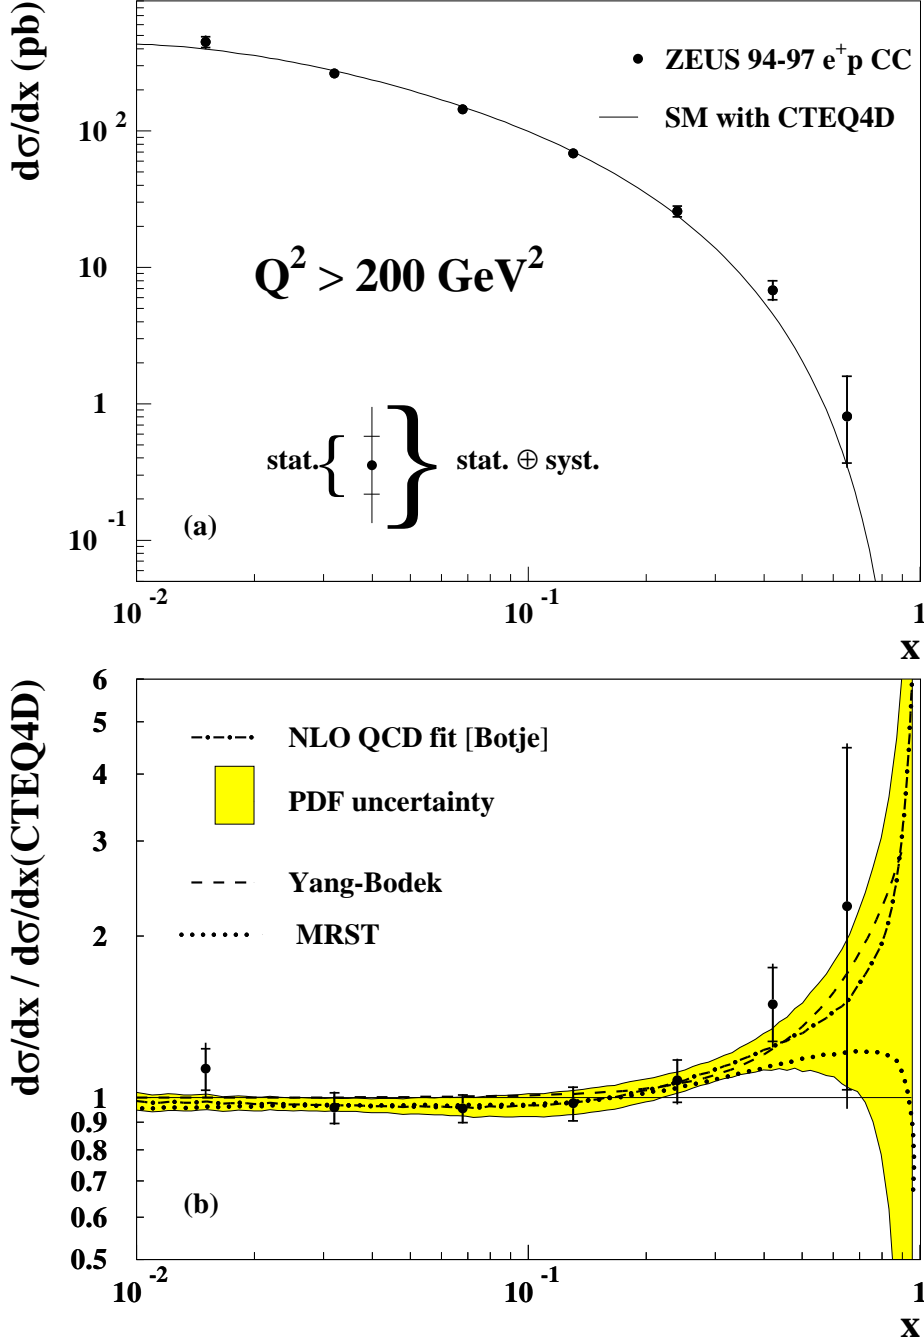 dσ/dx (pb)
ZEUS 94-97 e⁺p CC
SM with CTEQ4D
10²
Q² > 200 GeV²
10
1
stat.{ } stat. ⊕ syst.
(a)
10⁻¹
10⁻² 10⁻¹ 1
x
dσ/dx / dσ/dx(CTEQ4D)
6
5
NLO QCD fit [Botje]
4
PDF uncertainty
3
Yang-Bodek
2
MRST
1
0.9
0.8
0.7
(b)
0.6
0.5
10⁻² 10⁻¹ 1
x